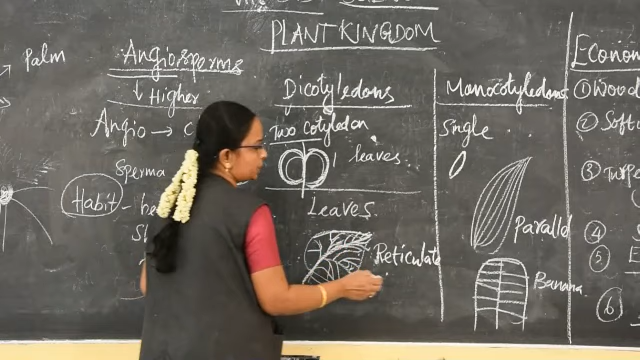 PLANT KINGDOM
Palm
Angiosperms
↓ Higher
Angio → C
Sperma
Habit -
Dicotyledons
Two cotyledon
leaves
Leaves
Reticulate
Monocotyledons
Single
Parallel
Banana
Econom
① Wood
② Soft
③
④ S
⑤ E
⑥